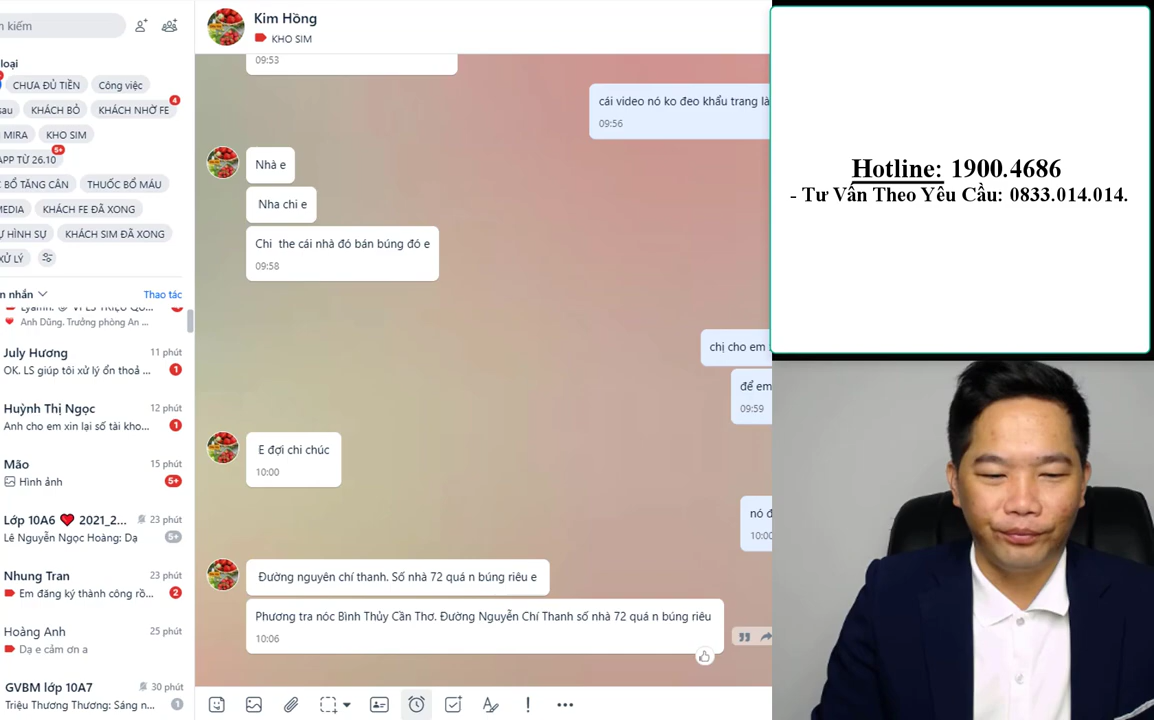 n kiếm
loại
CHƯA ĐỦ TIỀN
Công việc
sau
KHÁCH BỎ
KHÁCH NHỜ FE
4
MIRA
KHO SIM
APP TỪ 26.10
5+
BỔ TĂNG CÂN
THUỐC BỔ MÁU
MEDIA
KHÁCH FE ĐÃ XONG
Ự HÌNH SỰ
KHÁCH SIM ĐÃ XONG
XỬ LÝ
n nhắn
Thao tác
Anh Dũng. Trưởng phòng An ...
July Hương
11 phút
OK. LS giúp tôi xử lý ổn thoả ...
1
Huỳnh Thị Ngọc
12 phút
Anh cho em xin lại số tài kho...
1
Mão
15 phút
Hình ảnh
5+
Lớp 10A6 ❤ 2021_2...
23 phút
Lê Nguyễn Ngọc Hoàng: Dạ
5+
Nhung Tran
23 phút
Em đăng ký thành công rồ...
2
Hoàng Anh
25 phút
Dạ e cảm ơn a
GVBM lớp 10A7
30 phút
Triệu Thương Thương: Sáng n...
1
Kim Hồng
KHO SIM
09:53
cái video nó ko đeo khẩu trang là
09:56
Nhà e
Nha chi e
Chi the cái nhà đó bán búng đó e
09:58
chị cho em
để em
09:59
E đợi chi chúc
10:00
nó đ
10:00
Đường nguyên chí thanh. Số nhà 72 quá n búng riêu e
Phương tra nóc Bình Thủy Cần Thơ. Đường Nguyễn Chí Thanh số nhà 72 quá n búng riêu
10:06
Hotline: 1900.4686
- Tư Vấn Theo Yêu Cầu: 0833.014.014.